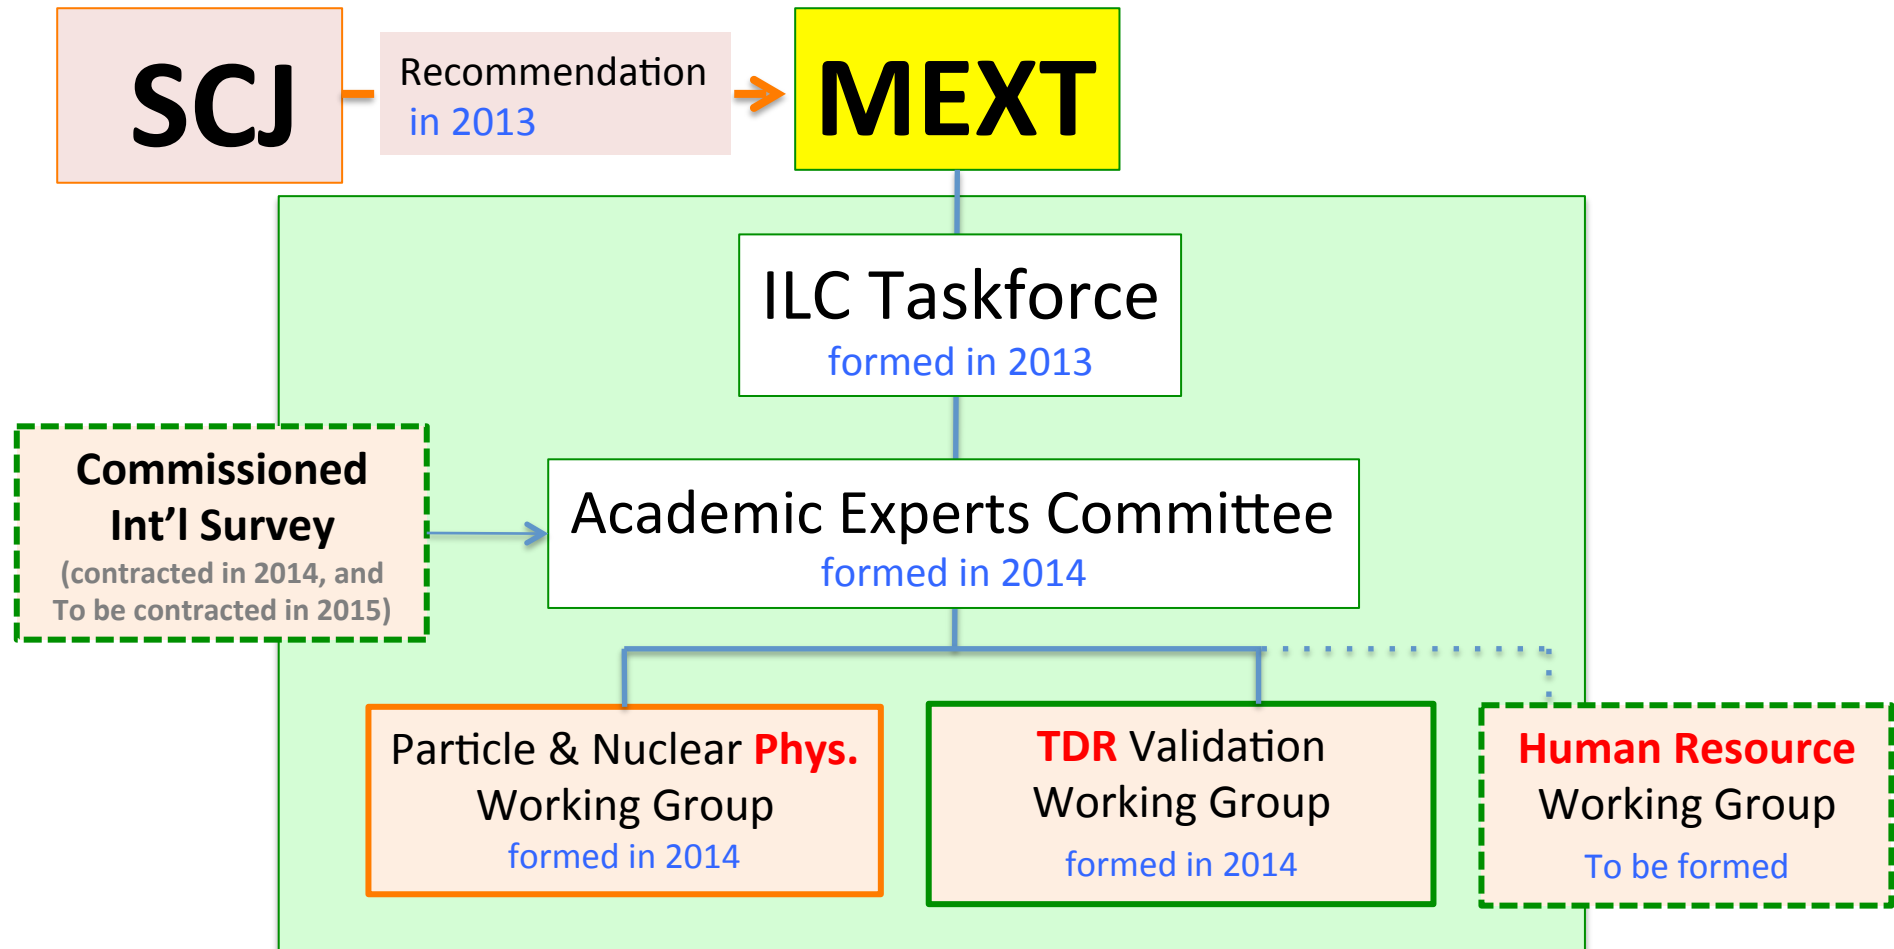 SCJ
Recommendation
in 2013
MEXT
ILC Taskforce
formed in 2013
Commissioned
Int’l Survey
(contracted in 2014, and
To be contracted in 2015)
Academic Experts Committee
formed in 2014
Particle & Nuclear Phys.
Working Group
formed in 2014
TDR Validation
Working Group
formed in 2014
Human Resource
Working Group
To be formed